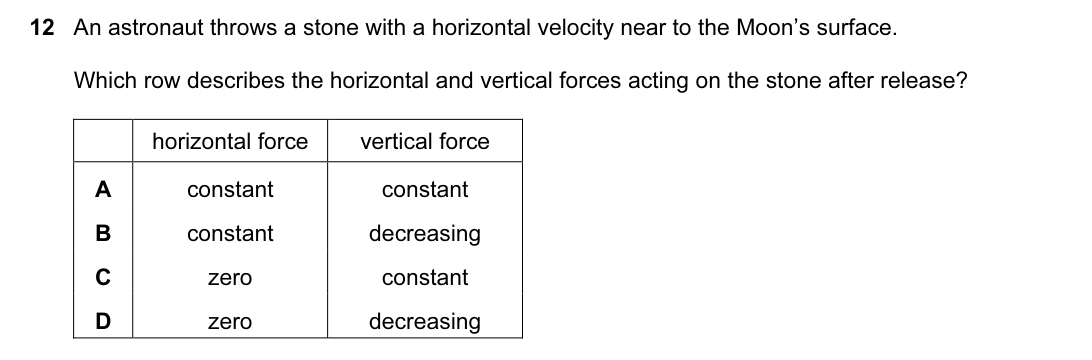 12 An astronaut throws a stone with a horizontal velocity near to the Moon’s surface.
Which row describes the horizontal and vertical forces acting on the stone after release?
horizontal force vertical force
A constant constant
B constant decreasing
C zero constant
D zero decreasing